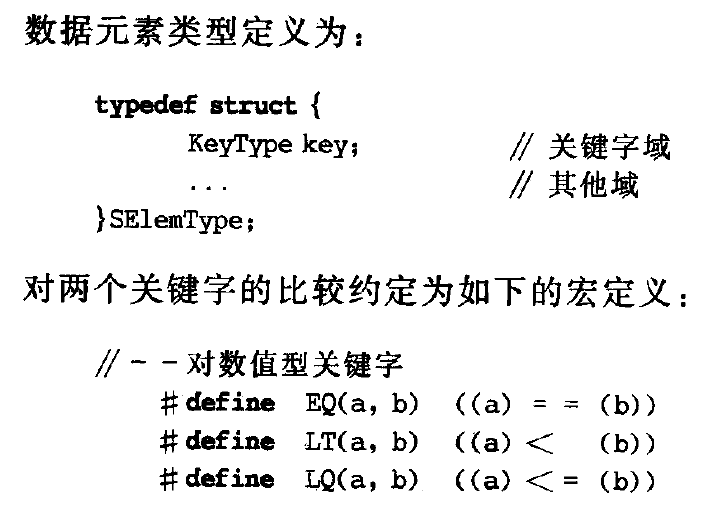 数据元素类型定义为：
typedef struct {
KeyType key; // 关键字域
... // 其他域
}SElemType;
对两个关键字的比较约定为如下的宏定义：
// - - 对数值型关键字
#define EQ(a, b) ((a) = = (b))
#define LT(a, b) ((a) < (b))
#define LQ(a, b) ((a) < = (b))